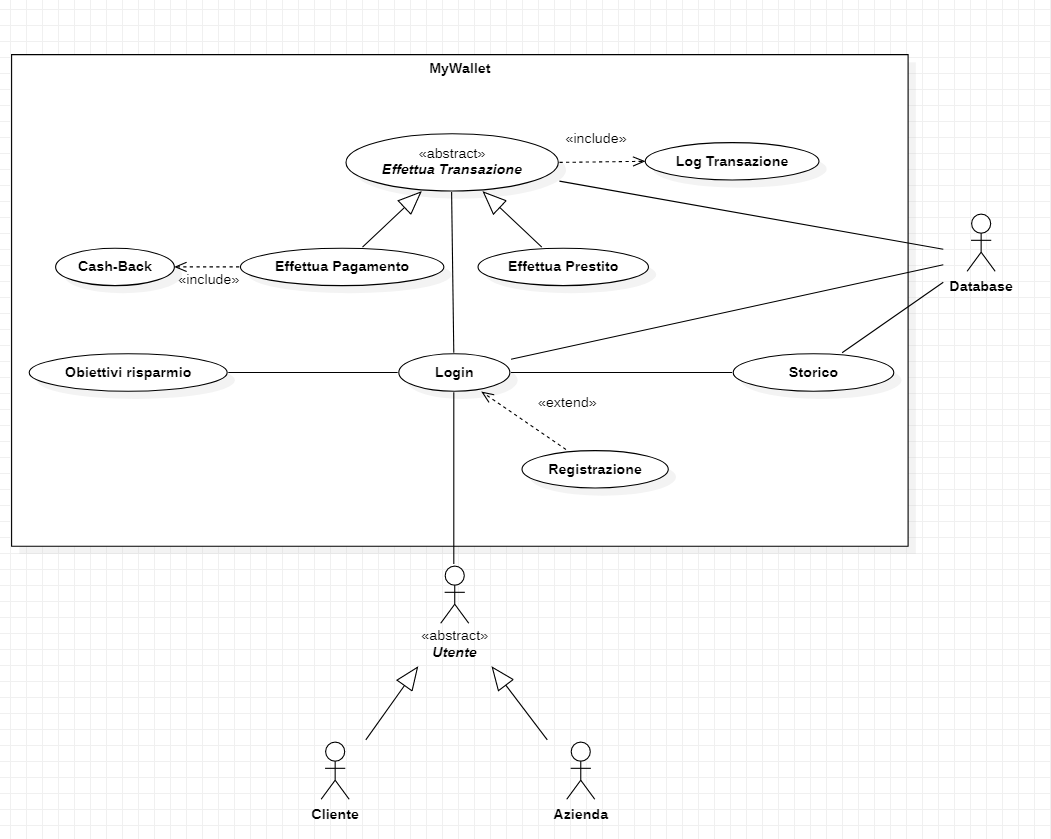 MyWallet
«abstract»
Effettua Transazione
«include»
Log Transazione
Cash-Back
«include»
Effettua Pagamento
Effettua Prestito
Database
Obiettivi risparmio
Login
Storico
«extend»
Registrazione
«abstract»
Utente
Cliente
Azienda